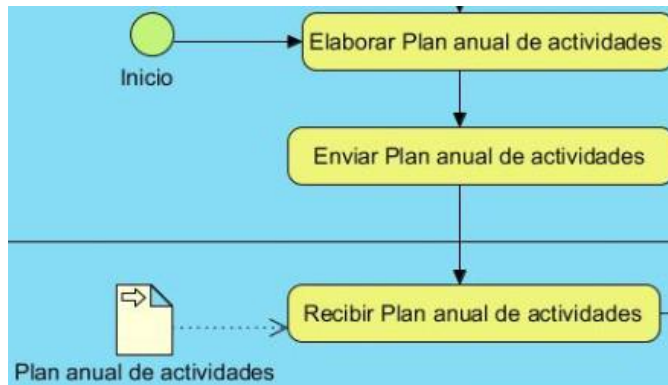 Elaborar Plan anual de actividades
Inicio
Enviar Plan anual de actividades
Recibir Plan anual de actividades
Plan anual de actividades